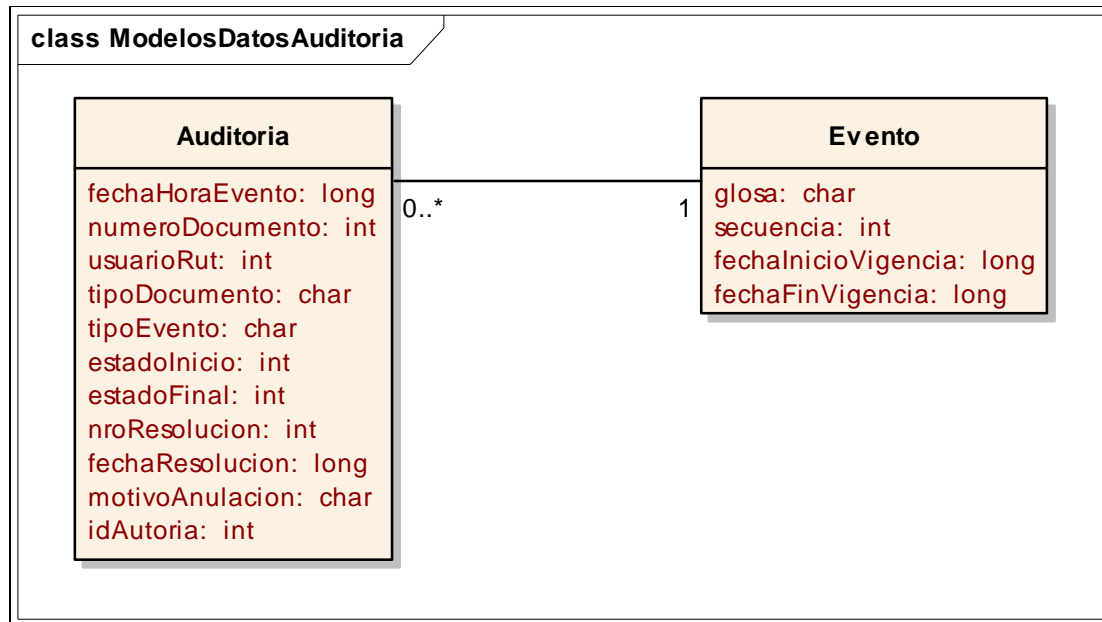 class ModelosDatosAuditoria
Auditoria
fechaHoraEvento: long
numeroDocumento: int
usuarioRut: int
tipoDocumento: char
tipoEvento: char
estadoInicio: int
estadoFinal: int
nroResolucion: int
fechaResolucion: long
motivoAnulacion: char
idAutoria: int
0..*
1
Evento
glosa: char
secuencia: int
fechaInicioVigencia: long
fechaFinVigencia: long